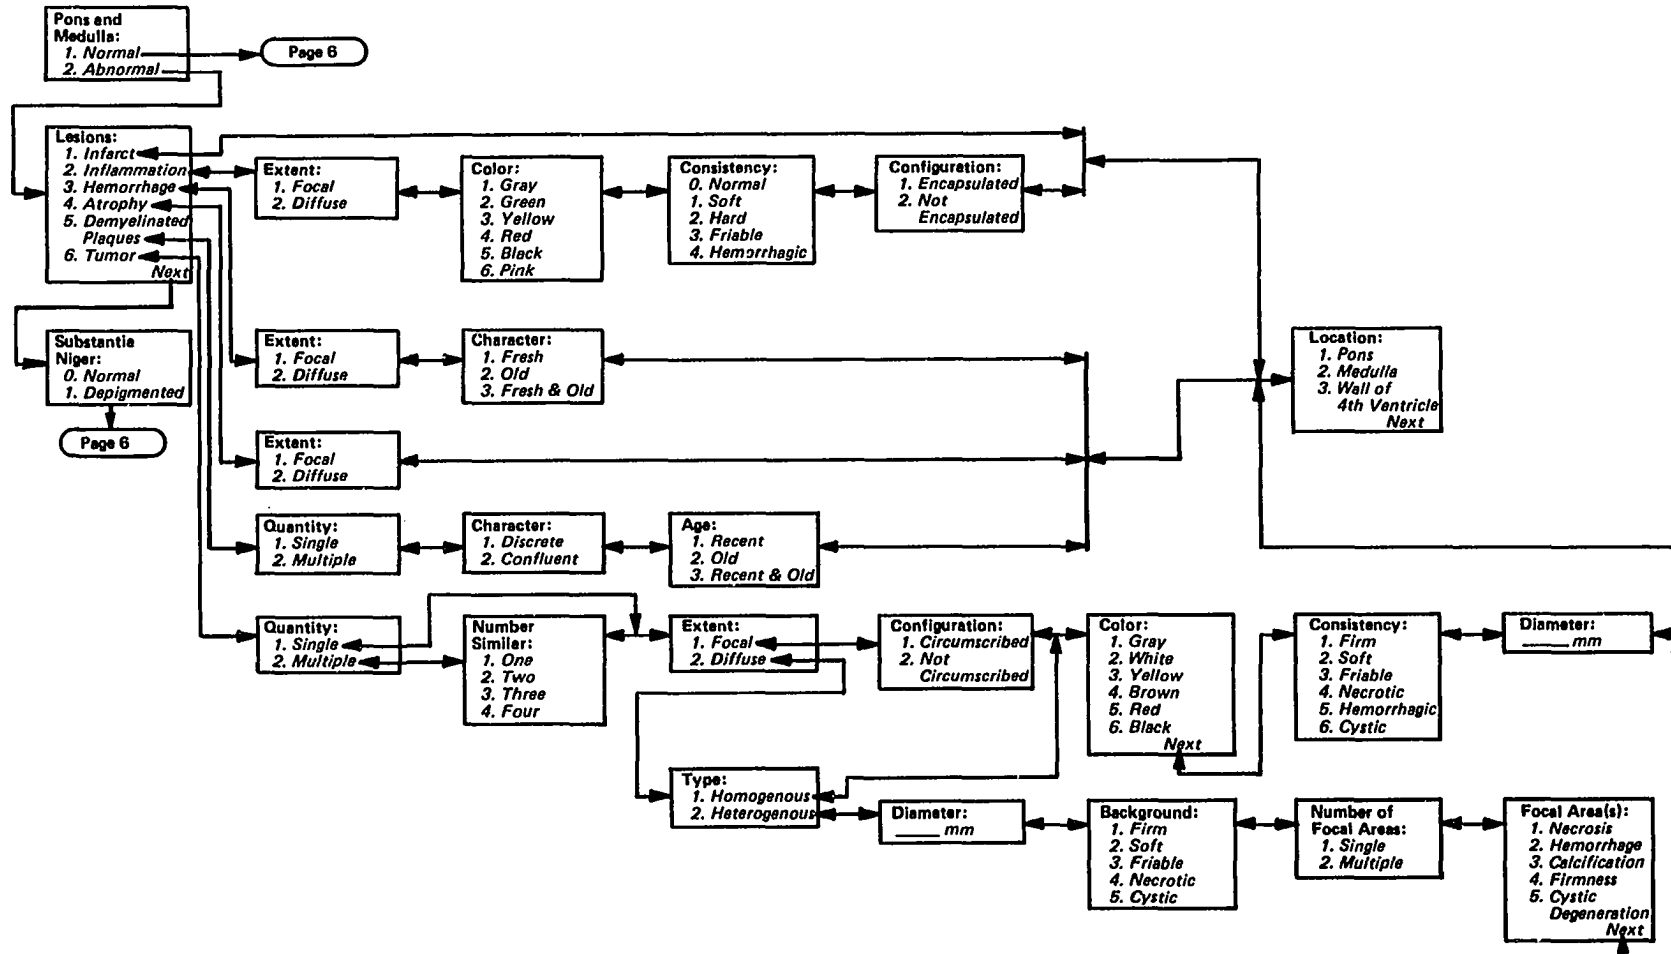 Pons and
Medulla:
1. Normal
2. Abnormal
Page 6
Lesions:
1. Infarct
2. Inflammation
3. Hemorrhage
4. Atrophy
5. Demyelinated
Plaques
6. Tumor
Next
Extent:
1. Focal
2. Diffuse
Color:
1. Gray
2. Green
3. Yellow
4. Red
5. Black
6. Pink
Consistency:
0. Normal
1. Soft
2. Hard
3. Friable
4. Hemorrhagic
Configuration:
1. Encapsulated
2. Not
Encapsulated
Substantia
Niger:
0. Normal
1. Depigmented
Page 6
Extent:
1. Focal
2. Diffuse
Character:
1. Fresh
2. Old
3. Fresh & Old
Location:
1. Pons
2. Medulla
3. Wall of
4th Ventricle
Next
Extent:
1. Focal
2. Diffuse
Quantity:
1. Single
2. Multiple
Character:
1. Discrete
2. Confluent
Age:
1. Recent
2. Old
3. Recent & Old
Quantity:
1. Single
2. Multiple
Number
Similar:
1. One
2. Two
3. Three
4. Four
Extent:
1. Focal
2. Diffuse
Configuration:
1. Circumscribed
2. Not
Circumscribed
Color:
1. Gray
2. White
3. Yellow
4. Brown
5. Red
6. Black
Next
Consistency:
1. Firm
2. Soft
3. Friable
4. Necrotic
5. Hemorrhagic
6. Cystic
Diameter:
____ mm
Type:
1. Homogenous
2. Heterogenous
Diameter:
____ mm
Background:
1. Firm
2. Soft
3. Friable
4. Necrotic
5. Cystic
Number of
Focal Areas:
1. Single
2. Multiple
Focal Area(s):
1. Necrosis
2. Hemorrhage
3. Calcification
4. Firmness
5. Cystic
Degeneration
Next